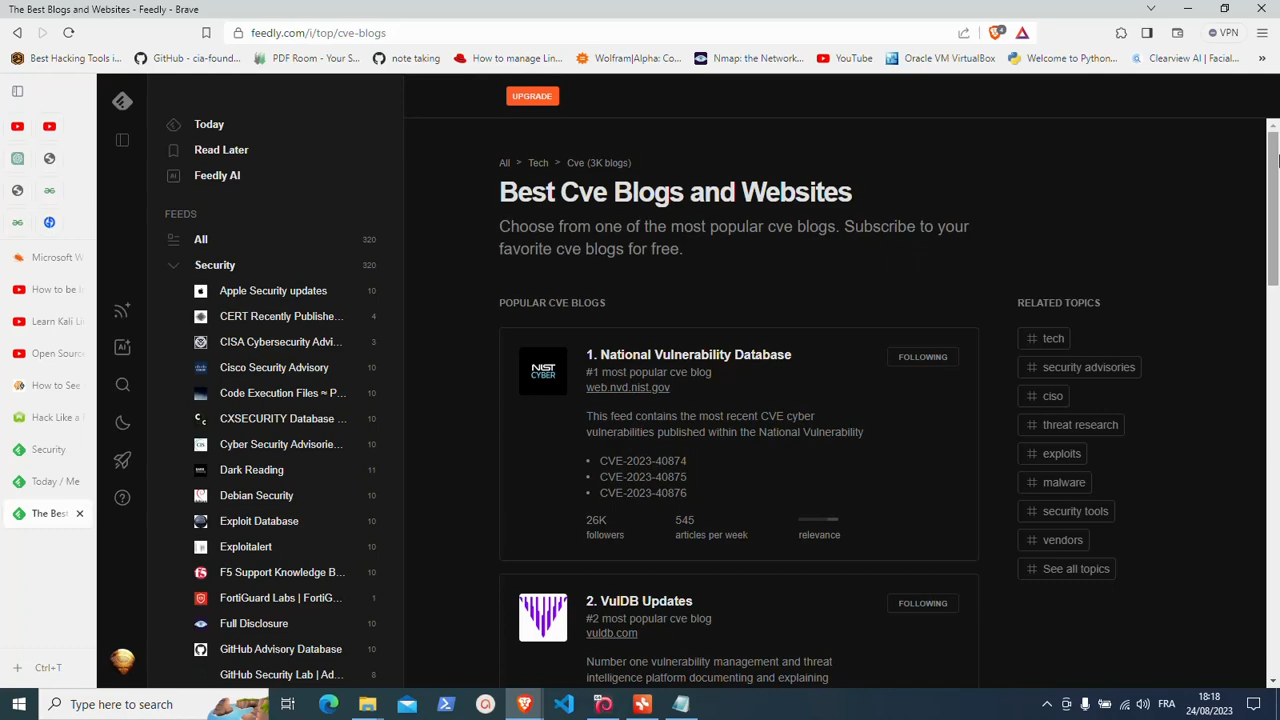 The Best Blogs and Websites - Feedly - Brave
feedly.com/i/top/cve-blogs
4
VPN
Best Hacking Tools i...
GitHub - cia-found...
PDF Room - Your S...
note taking
How to manage Lin...
Wolfram|Alpha: Co...
Nmap: the Network...
YouTube
Oracle VM VirtualBox
Welcome to Python...
Clearview AI | Facial...
Microsoft W
How to be I
Learn Kali Li
Open Sourc
How to See
Hack Like a
Security
Today / Me
The Best
Ctrl+T
Today
Read Later
AI
Feedly AI
FEEDS
All 320
Security 320
Apple Security updates 10
CERT Recently Publishe... 4
CISA Cybersecurity Advi... 3
Cisco Security Advisory 10
Code Execution Files ≈ P... 10
CXSECURITY Database ... 10
Cyber Security Advisorie... 10
Dark Reading 11
Debian Security 10
Exploit Database 10
Exploitalert 10
F5 Support Knowledge B... 10
FortiGuard Labs | FortiG... 1
Full Disclosure 10
GitHub Advisory Database 10
GitHub Security Lab | Ad... 8
UPGRADE
All > Tech > Cve (3K blogs)
Best Cve Blogs and Websites
Choose from one of the most popular cve blogs. Subscribe to your
favorite cve blogs for free.
POPULAR CVE BLOGS
NIST
CYBER
1. National Vulnerability Database
FOLLOWING
#1 most popular cve blog
web.nvd.nist.gov
This feed contains the most recent CVE cyber
vulnerabilities published within the National Vulnerability
• CVE-2023-40874
• CVE-2023-40875
• CVE-2023-40876
26K 545
followers articles per week relevance
2. VulDB Updates
FOLLOWING
#2 most popular cve blog
vuldb.com
Number one vulnerability management and threat
intelligence platform documenting and explaining
RELATED TOPICS
# tech
# security advisories
# ciso
# threat research
# exploits
# malware
# security tools
# vendors
# See all topics
Type here to search
FRA
18:18
24/08/2023